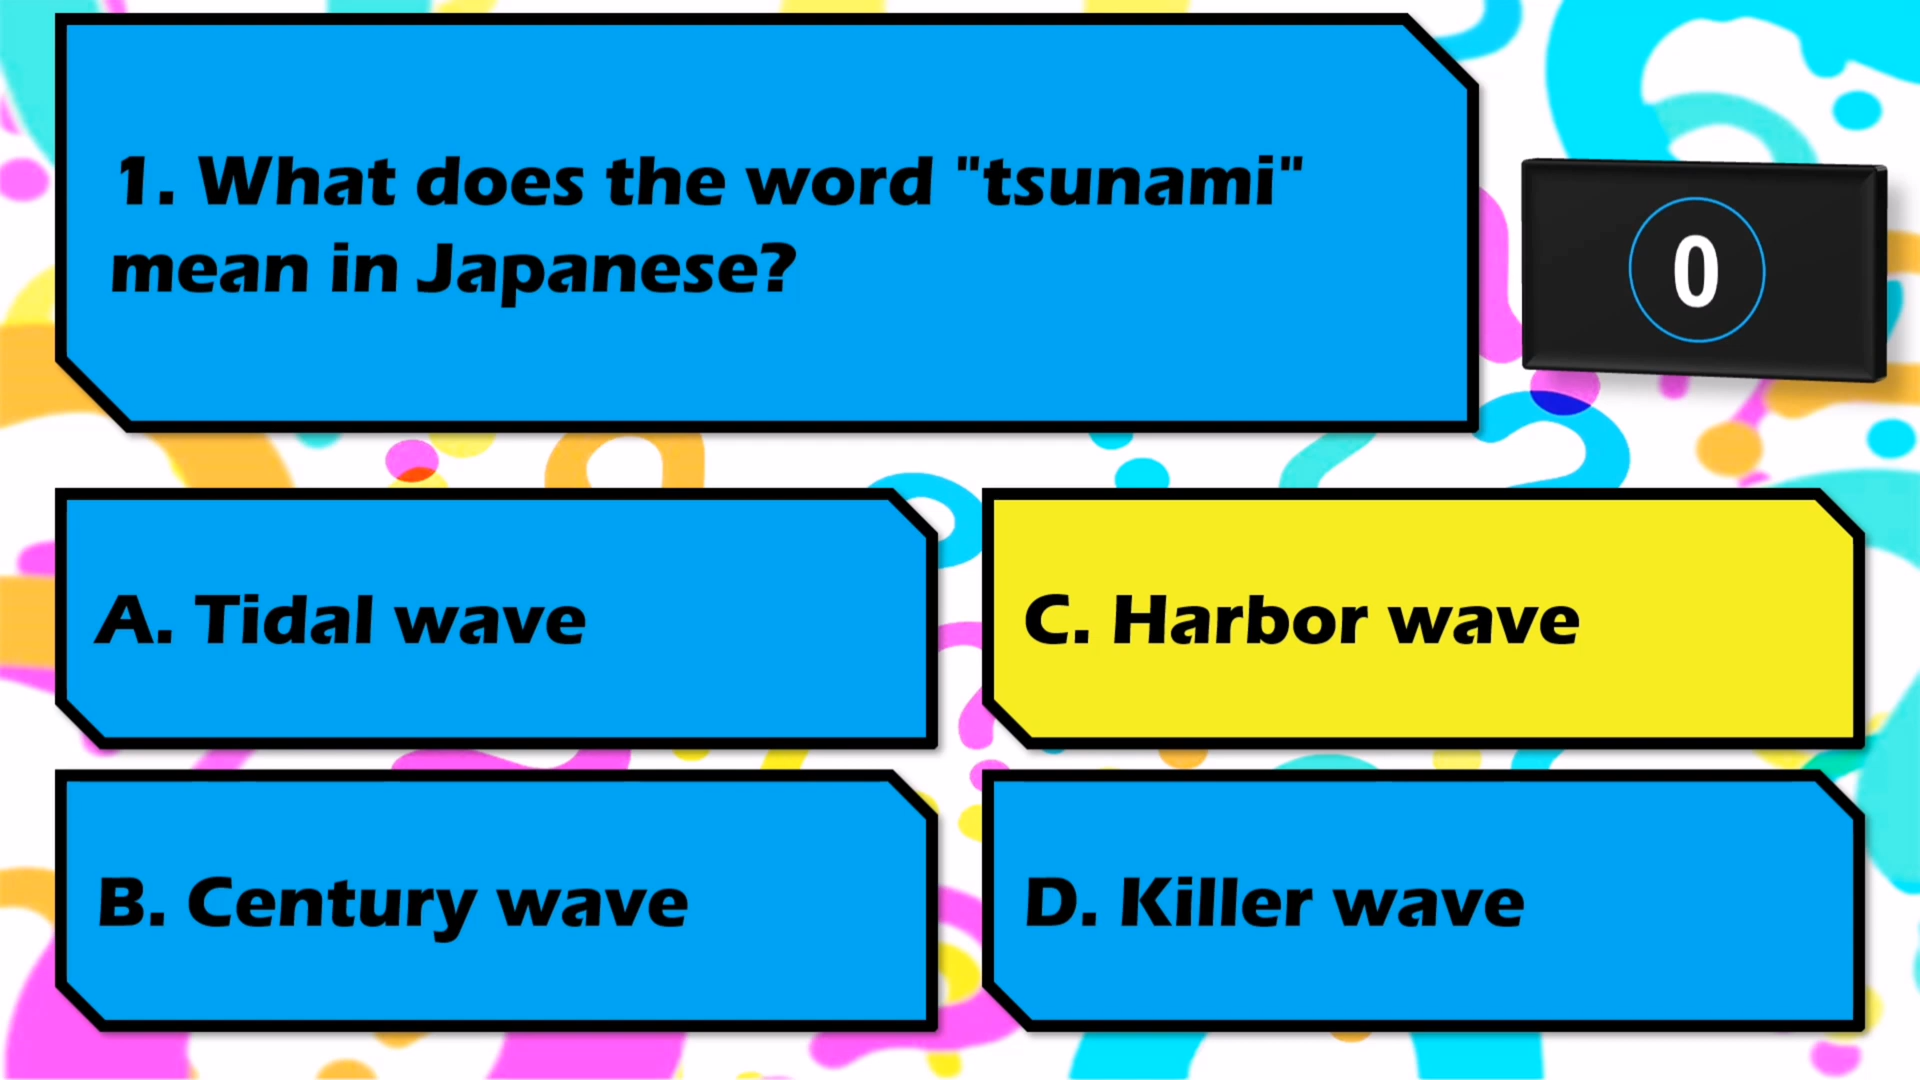 1. What does the word "tsunami"
mean in Japanese?
0
A. Tidal wave
C. Harbor wave
B. Century wave
D. Killer wave